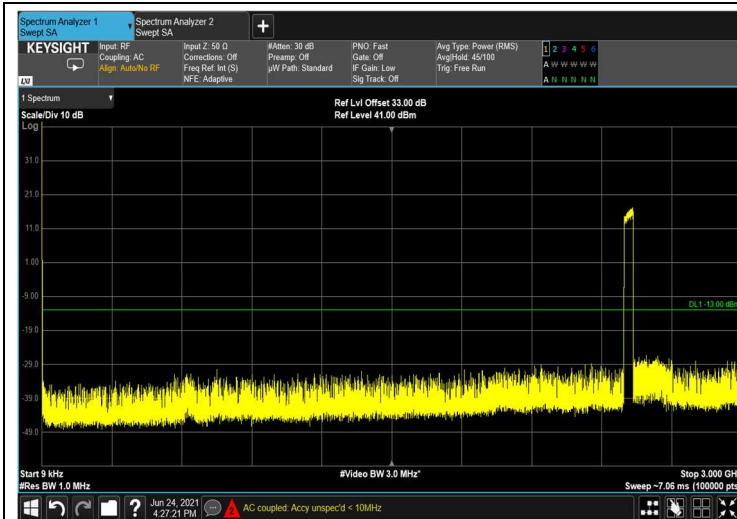 Spectrum Analyzer 1
Swept SA
Spectrum Analyzer 2
Swept SA
KEYSIGHT
LXI
Input: RF
Coupling: AC
Align: Auto/No RF
Input Z: 50 Ω
Corrections: Off
Freq Ref: Int (S)
NFE: Adaptive
#Atten: 30 dB
Preamp: Off
µW Path: Standard
PNO: Fast
Gate: Off
IF Gain: Low
Sig Track: Off
Avg Type: Power (RMS)
Avg|Hold: 45/100
Trig: Free Run
1 2 3 4 5 6
A W W W W W
A N N N N N
1 Spectrum
Scale/Div 10 dB
Log
Ref Lvl Offset 33.00 dB
Ref Level 41.00 dBm
31.0
21.0
11.0
1.00
-9.00
DL1 -13.00 dBm
-19.0
-29.0
-39.0
-49.0
Start 9 kHz
#Res BW 1.0 MHz
#Video BW 3.0 MHz*
Stop 3.000 GH
Sweep ~7.06 ms (100000 pts
?
Jun 24, 2021
4:27:21 PM
2
AC coupled: Accy unspec'd < 10MHz